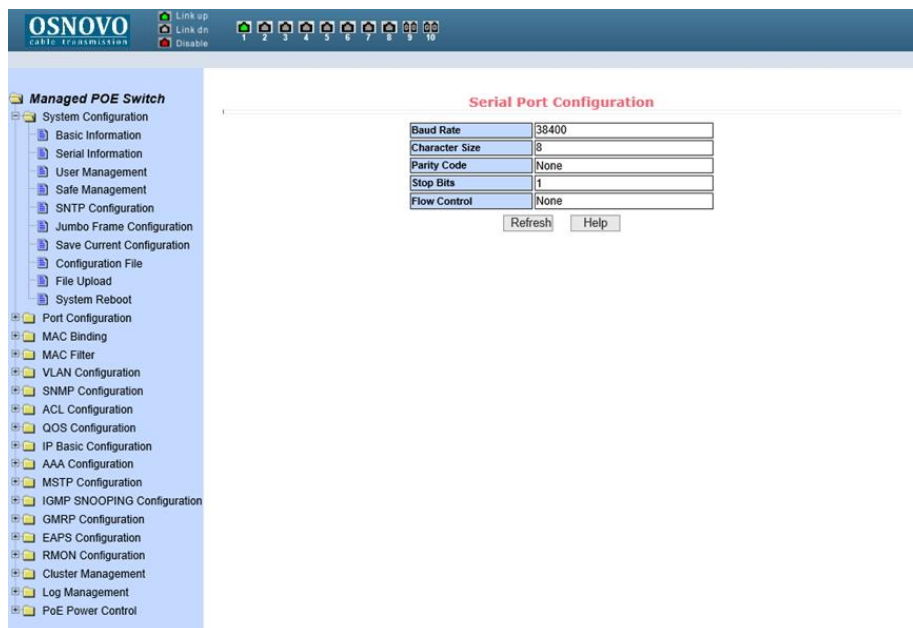 OSNOVO
cable transmission
Link up
Link dn
Disable
1 2 3 4 5 6 7 8 9 10
Managed POE Switch
System Configuration
Basic Information
Serial Information
User Management
Safe Management
SNTP Configuration
Jumbo Frame Configuration
Save Current Configuration
Configuration File
File Upload
System Reboot
Port Configuration
MAC Binding
MAC Filter
VLAN Configuration
SNMP Configuration
ACL Configuration
QOS Configuration
IP Basic Configuration
AAA Configuration
MSTP Configuration
IGMP SNOOPING Configuration
GMRP Configuration
EAPS Configuration
RMON Configuration
Cluster Management
Log Management
PoE Power Control
Serial Port Configuration
Baud Rate 38400
Character Size 8
Parity Code None
Stop Bits 1
Flow Control None
Refresh Help